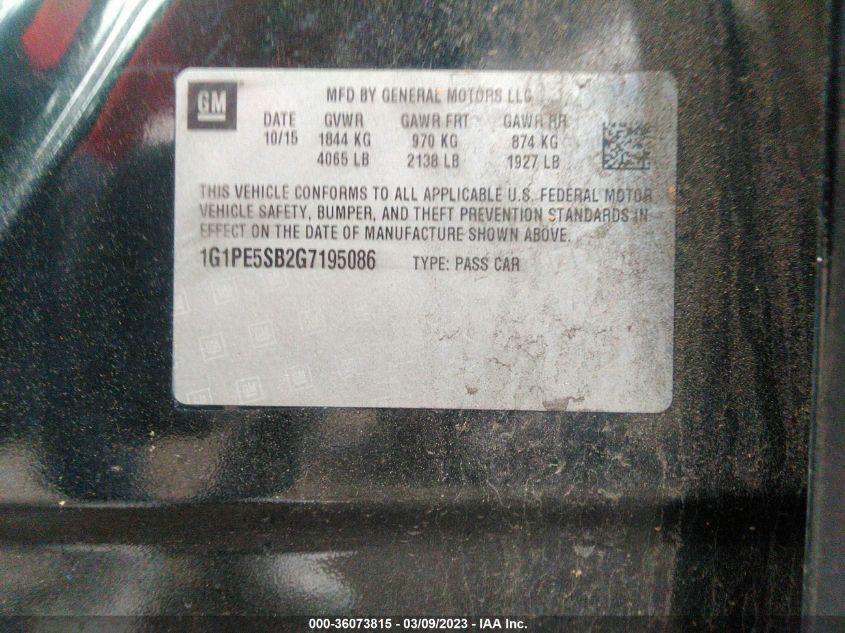 GM
MFD BY GENERAL MOTORS LLC
DATE GVWR GAWR FRT GAWR RR
10/15 1844 KG 970 KG 874 KG
4065 LB 2138 LB 1927 LB
THIS VEHICLE CONFORMS TO ALL APPLICABLE U.S. FEDERAL MOTOR
VEHICLE SAFETY, BUMPER, AND THEFT PREVENTION STANDARDS IN
EFFECT ON THE DATE OF MANUFACTURE SHOWN ABOVE.
1G1PE5SB2G7195086 TYPE: PASS CAR
000-36073815 - 03/09/2023 - IAA Inc.